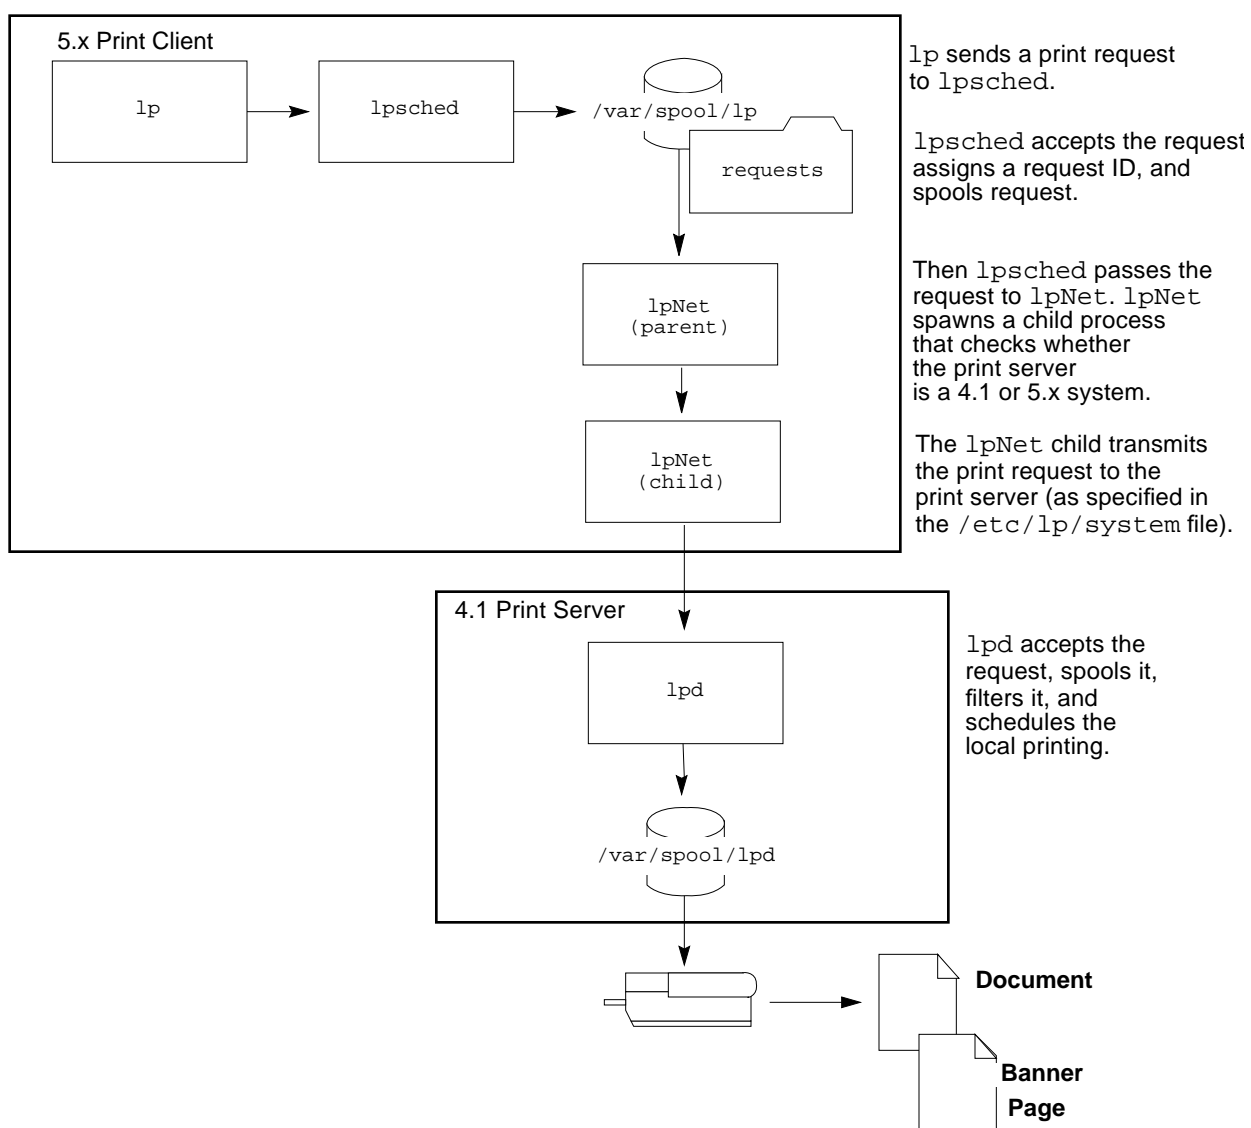 5.x Print Client
lp
lpsched
/var/spool/lp
requests
lpNet
(parent)
lpNet
(child)
lp sends a print request
to lpsched.
lpsched accepts the request
assigns a request ID, and
spools request.
Then lpsched passes the
request to lpNet. lpNet
spawns a child process
that checks whether
the print server
is a 4.1 or 5.x system.
The lpNet child transmits
the print request to the
print server (as specified in
the /etc/lp/system file).
4.1 Print Server
lpd
/var/spool/lpd
lpd accepts the
request, spools it,
filters it, and
schedules the
local printing.
Document
Banner
Page